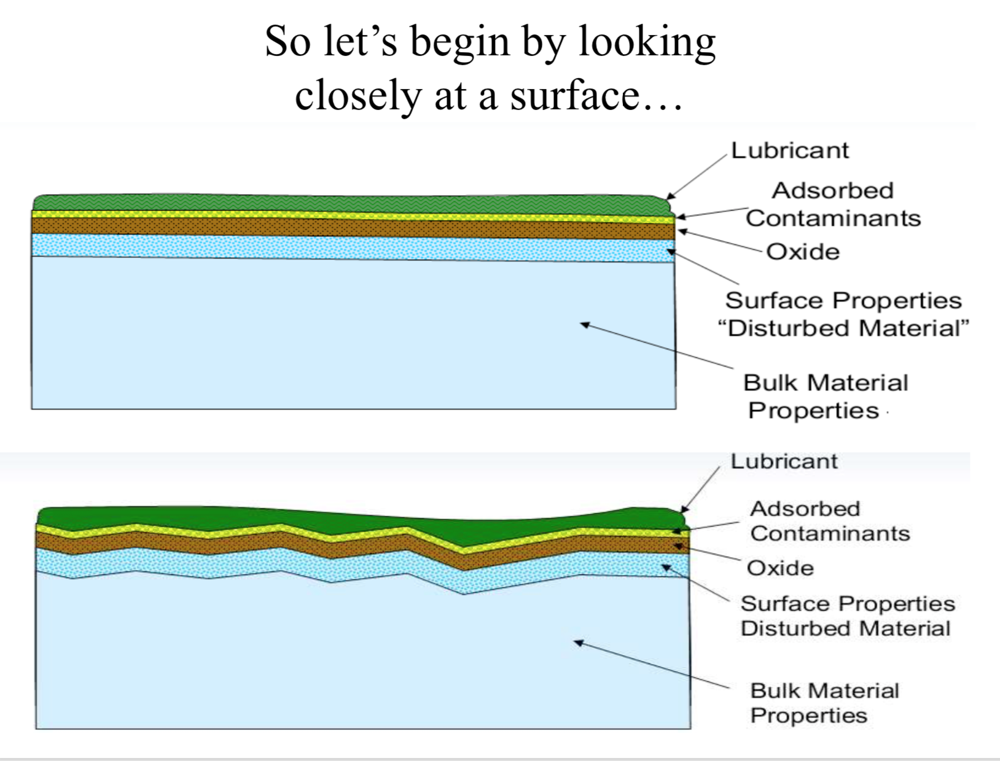 So let’s begin by looking
closely at a surface…
Lubricant
Adsorbed
Contaminants
Oxide
Surface Properties
“Disturbed Material”
Bulk Material
Properties .
Lubricant
Adsorbed
Contaminants
Oxide
Surface Properties
Disturbed Material
Bulk Material
Properties